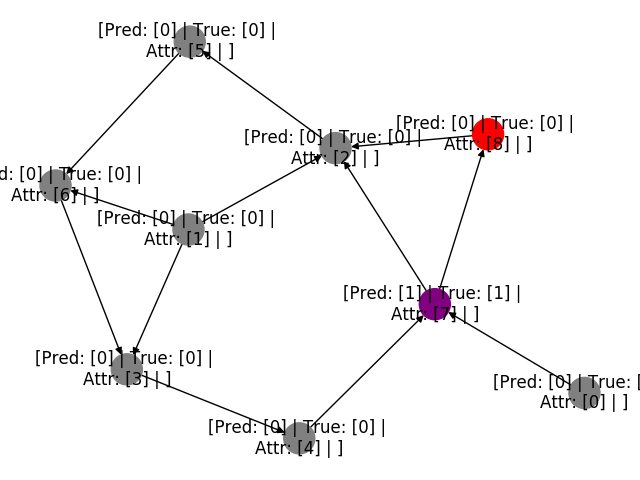 [Pred: [0] | True: [0] |
Attr: [5] | ]
[Pred: [0] | True: [0] |
Attr: [8] | ]
[Pred: [0] | True: [0] |
Attr: [2] | ]
d: [0] | True: [0] |
Attr: [6] | ]
[Pred: [0] | True: [0] |
Attr: [1] | ]
[Pred: [1] | True: [1] |
Attr: [7] | ]
[Pred: [0] | True: [0] |
Attr: [3] | ]
[Pred: [0] | True: [
Attr: [0] | ]
[Pred: [0] | True: [0] |
Attr: [4] | ]